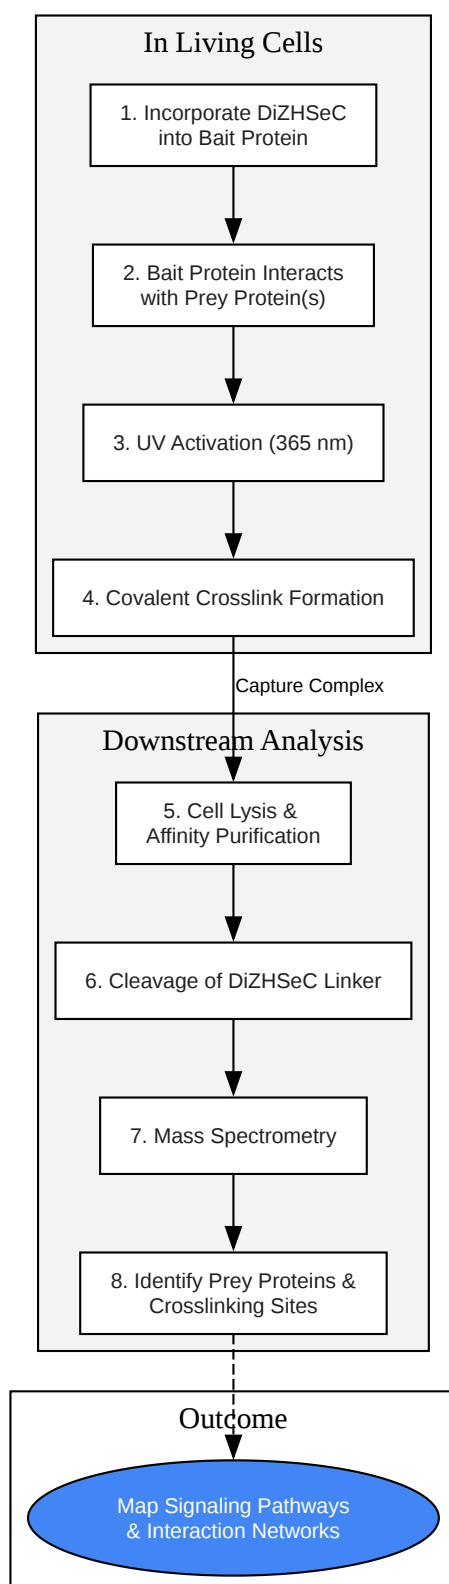 In Living Cells
1. Incorporate DiZHSeC
into Bait Protein
2. Bait Protein Interacts
with Prey Protein(s)
3. UV Activation (365 nm)
4. Covalent Crosslink Formation
Capture Complex
Downstream Analysis
5. Cell Lysis &
Affinity Purification
6. Cleavage of DiZHSeC Linker
7. Mass Spectrometry
8. Identify Prey Proteins &
Crosslinking Sites
Outcome
Map Signaling Pathways
& Interaction Networks